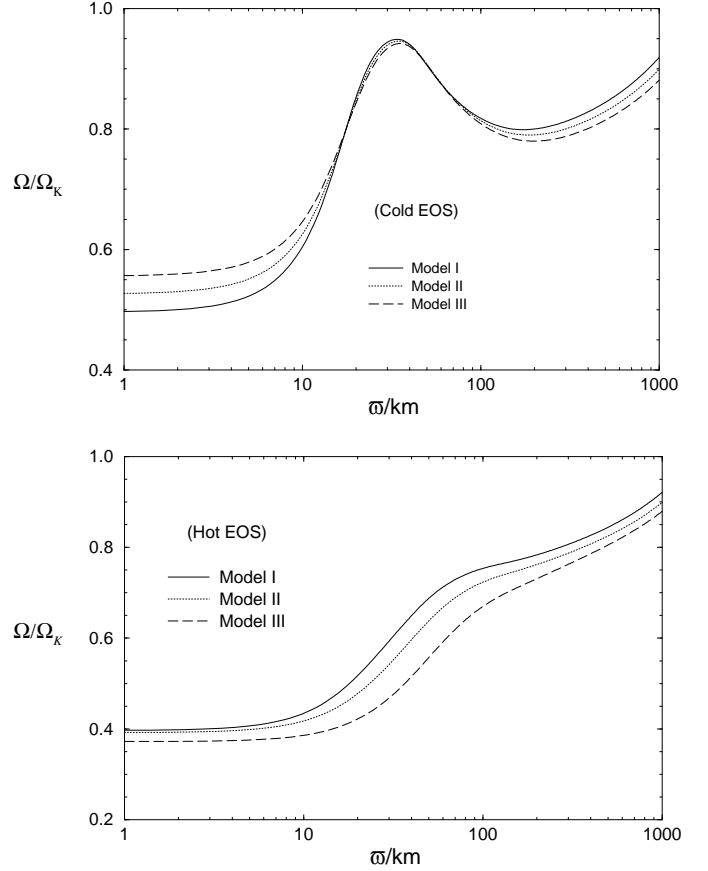 1.0
0.8
Ω/Ω_K
0.6
0.4
(Cold EOS)
Model I
Model II
Model III
1 10 100 1000
ϖ/km
1.0
0.8
0.6
0.4
0.2
Ω/Ω_K
(Hot EOS)
Model I
Model II
Model III
1 10 100 1000
ϖ/km